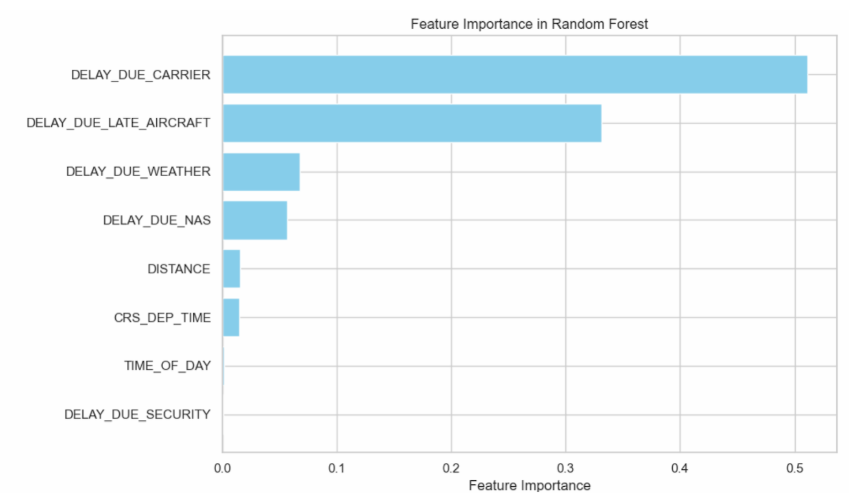 Feature Importance in Random Forest
DELAY_DUE_CARRIER
DELAY_DUE_LATE_AIRCRAFT
DELAY_DUE_WEATHER
DELAY_DUE_NAS
DISTANCE
CRS_DEP_TIME
TIME_OF_DAY
DELAY_DUE_SECURITY
0.0 0.1 0.2 0.3 0.4 0.5
Feature Importance